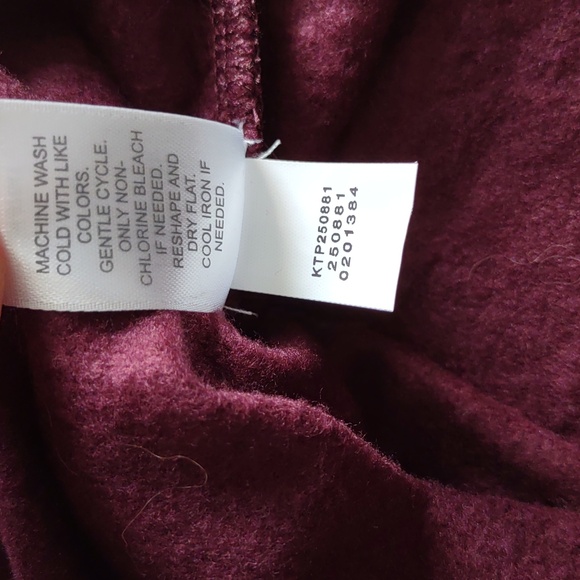 MACHINE WASH
COLD WITH LIKE
COLORS.
GENTLE CYCLE.
ONLY NON-
CHLORINE BLEACH
IF NEEDED.
RESHAPE AND
DRY FLAT.
COOL IRON IF
NEEDED.
KTP250881
250881
0201384